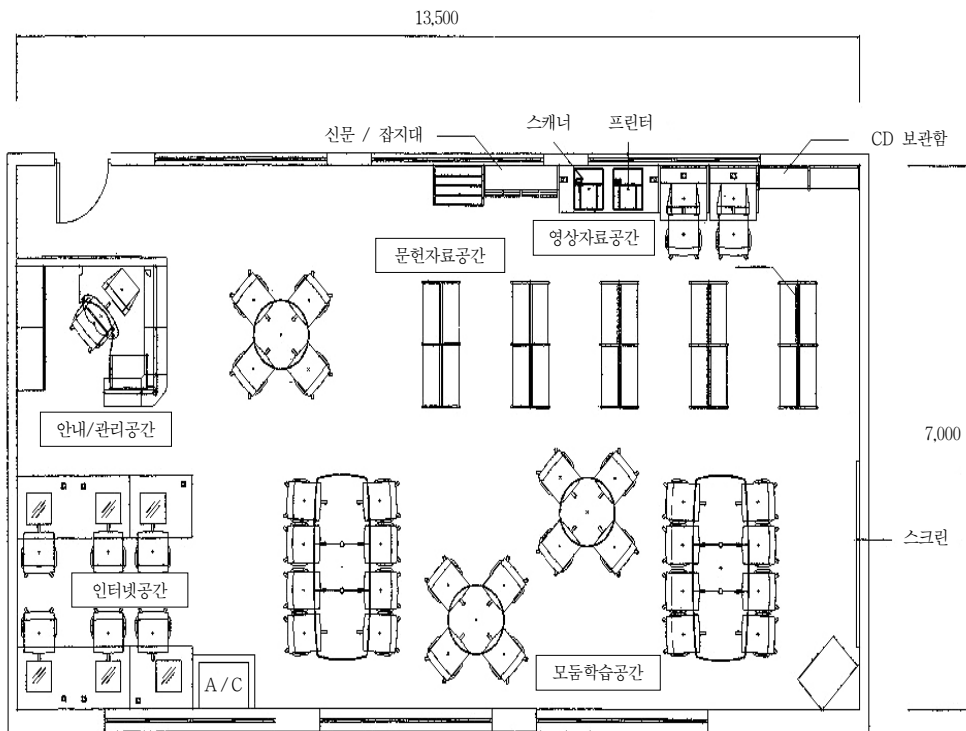 13,500
신문 / 잡지대
스캐너
프린터
CD 보관함
문헌자료공간
영상자료공간
안내/관리공간
7,000
스크린
인터넷공간
모둠학습공간
A/C